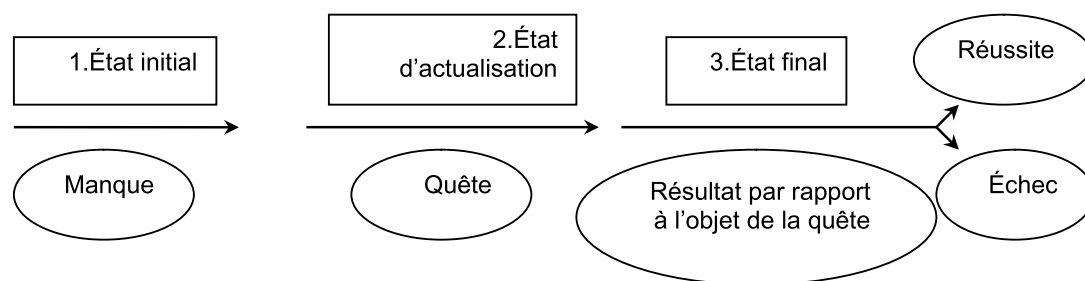 1.État initial
2.État
d’actualisation
3.État final
Réussite
Manque
Quête
Résultat par rapport
à l’objet de la quête
Échec